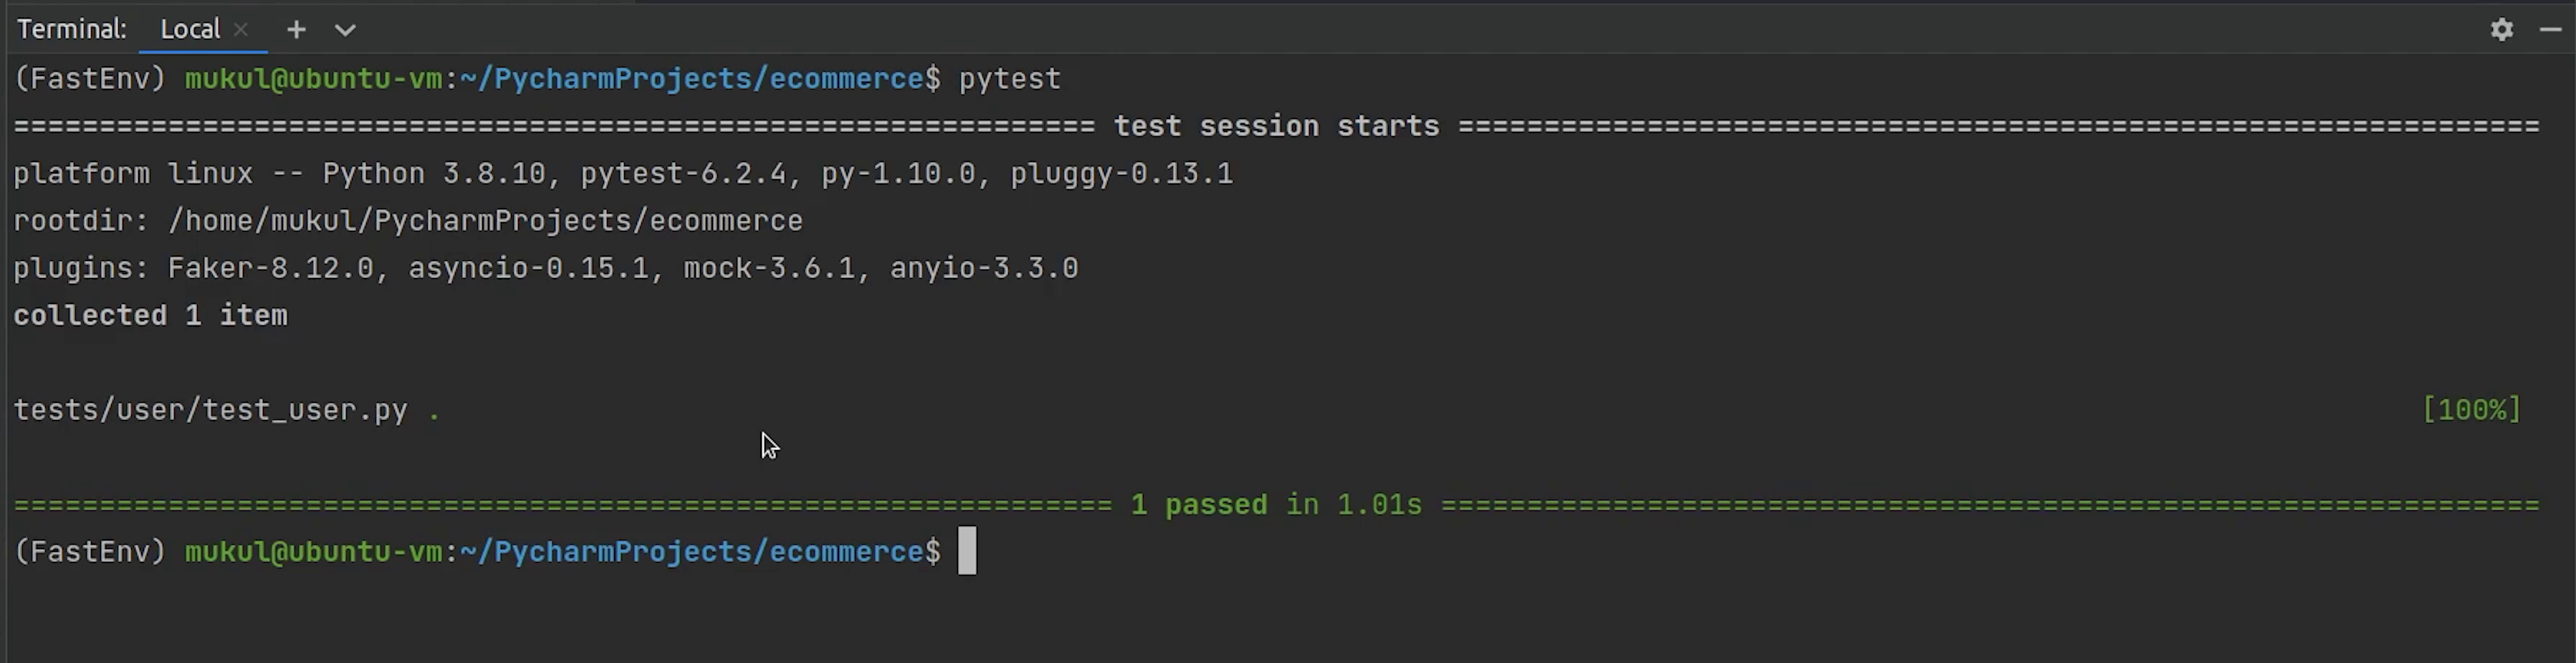 Terminal: Local × +
(FastEnv) mukul@ubuntu-vm:~/PycharmProjects/ecommerce$ pytest
=============================================================== test session starts ===============================================================
platform linux -- Python 3.8.10, pytest-6.2.4, py-1.10.0, pluggy-0.13.1
rootdir: /home/mukul/PycharmProjects/ecommerce
plugins: Faker-8.12.0, asyncio-0.15.1, mock-3.6.1, anyio-3.3.0
collected 1 item
tests/user/test_user.py . [100%]
================================================================ 1 passed in 1.01s ================================================================
(FastEnv) mukul@ubuntu-vm:~/PycharmProjects/ecommerce$